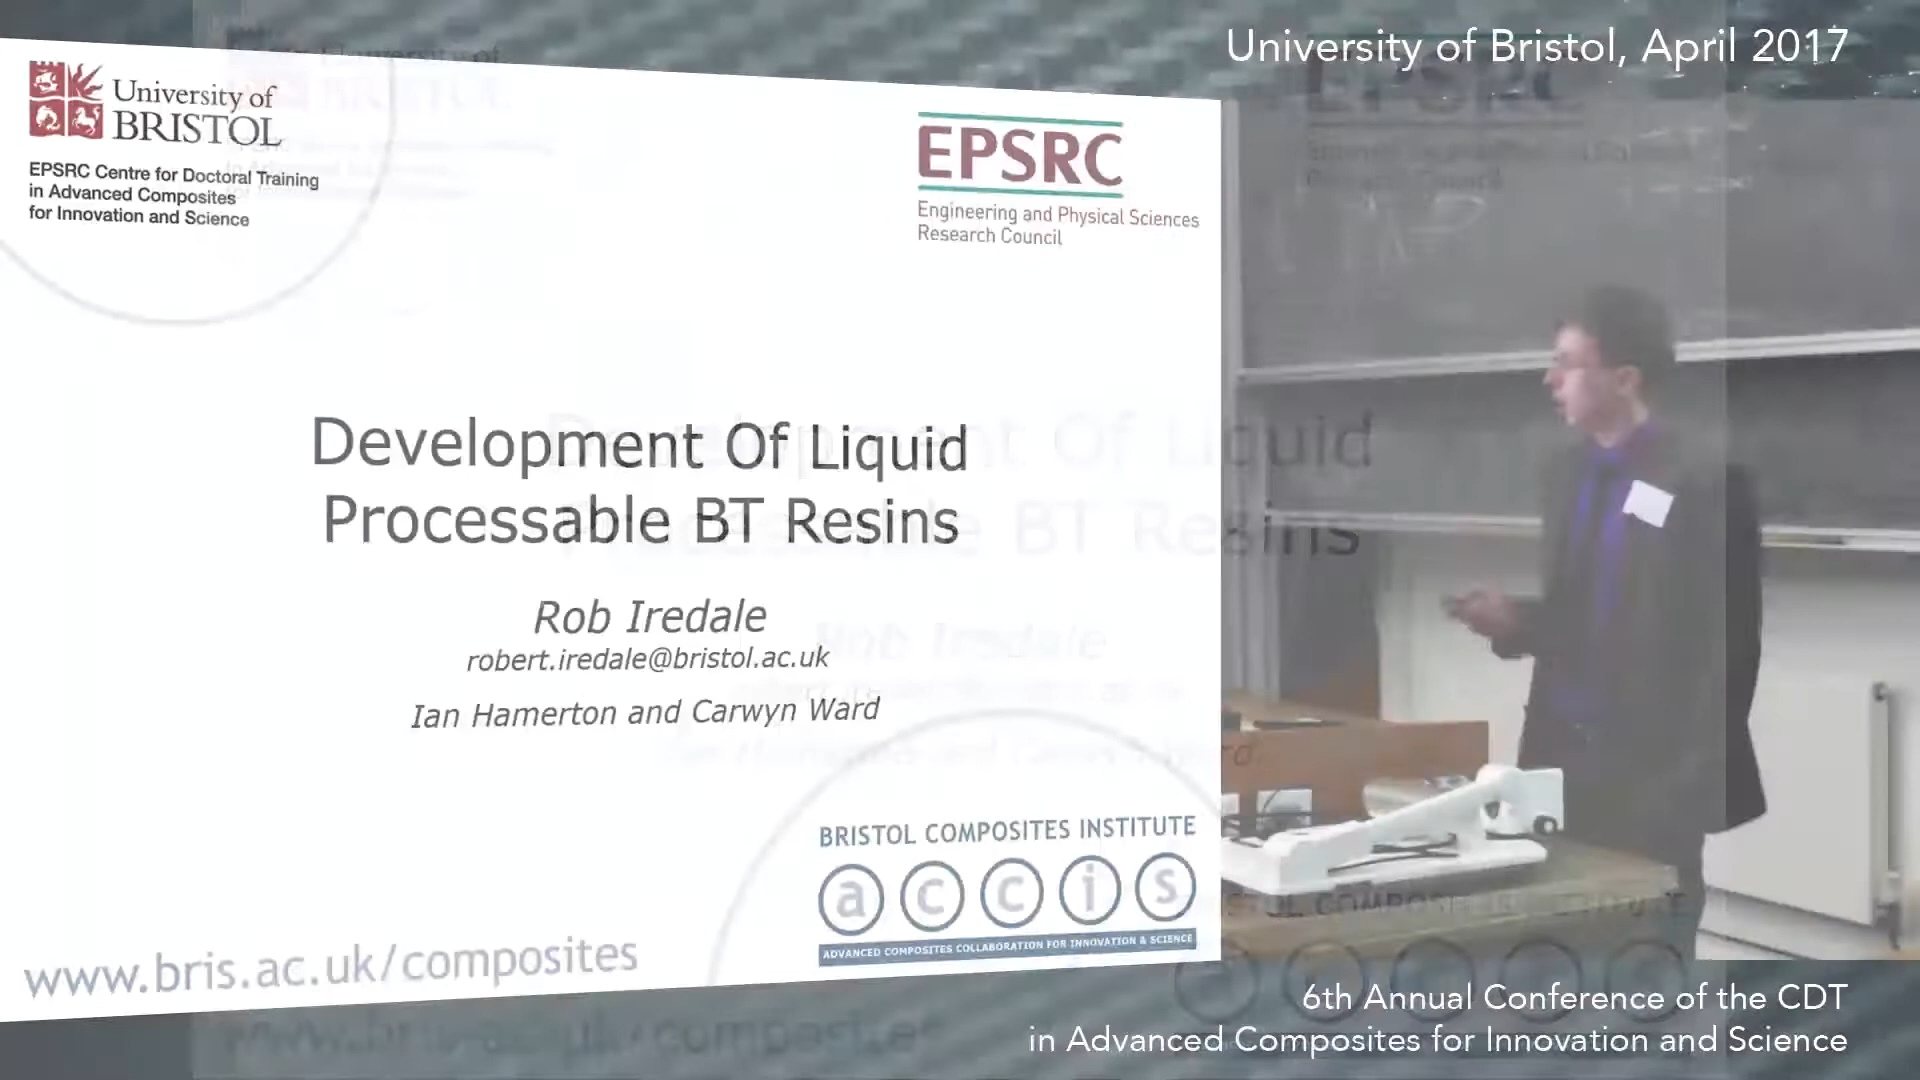 University of Bristol, April 2017
University of
BRISTOL
EPSRC Centre for Doctoral Training
in Advanced Composites
for Innovation and Science
EPSRC
Engineering and Physical Sciences
Research Council
Development Of Liquid
Processable BT Resins
Rob Iredale
robert.iredale@bristol.ac.uk
Ian Hamerton and Carwyn Ward
BRISTOL COMPOSITES INSTITUTE
accis
ADVANCED COMPOSITES COLLABORATION FOR INNOVATION & SCIENCE
www.bris.ac.uk/composites
6th Annual Conference of the CDT
in Advanced Composites for Innovation and Science